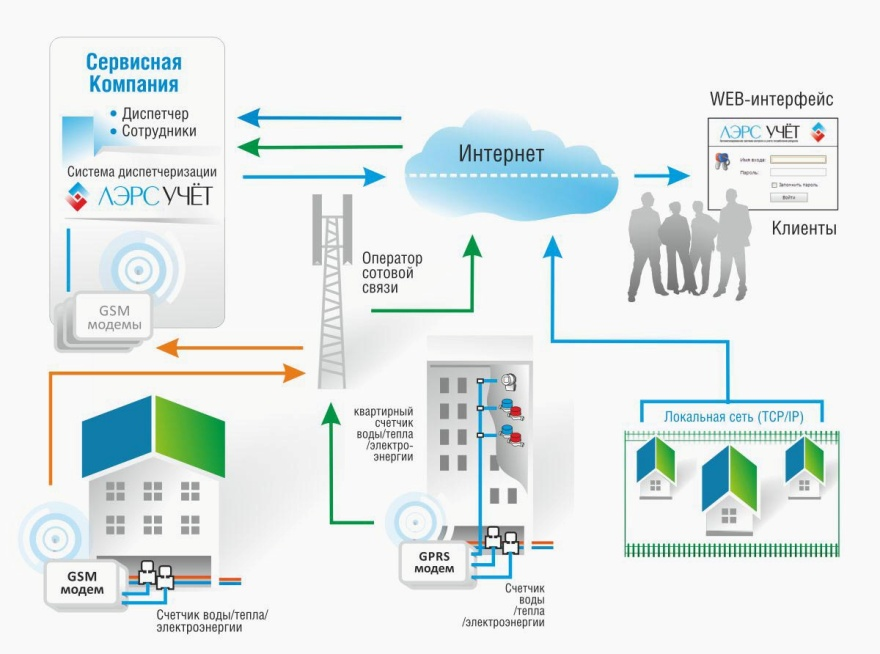 Сервисная
Компания
• Диспетчер
• Сотрудники
Система диспетчеризации
ЛЭРС УЧЁТ
GSM
модемы
Интернет
WEB-интерфейс
ЛЭРС УЧЁТ
Имя входа:
Пароль:
Запомнить пароль
Войти
Клиенты
Оператор
сотовой
связи
квартирный
счетчик
воды/тепла
/электро-
энергии
Локальная сеть (TCP/IP)
GSM
модем
Счетчик воды/тепла/
электроэнергии
GPRS
модем
Счетчик
воды
/тепла
/электроэнергии